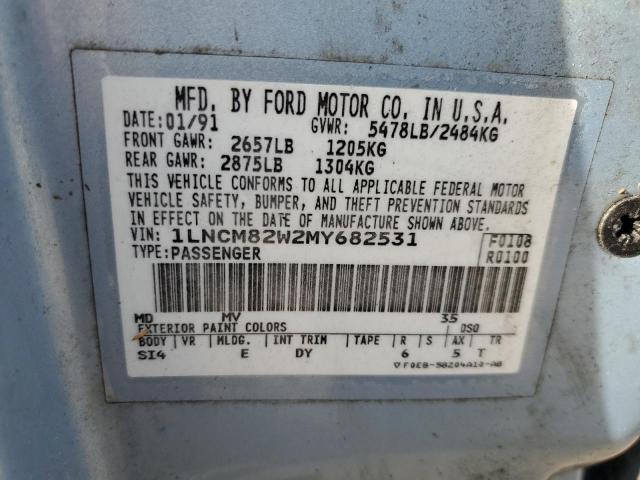 MFD. BY FORD MOTOR CO. IN U.S.A.
DATE: 01/91 GVWR: 5478LB/2484KG
FRONT GAWR: 2657LB 1205KG
REAR GAWR: 2875LB 1304KG
THIS VEHICLE CONFORMS TO ALL APPLICABLE FEDERAL MOTOR
VEHICLE SAFETY, BUMPER, AND THEFT PREVENTION STANDARDS
IN EFFECT ON THE DATE OF MANUFACTURE SHOWN ABOVE.
VIN: 1LNCM82W2MY682531 F0108
TYPE: PASSENGER R0100
MD MV 35
EXTERIOR PAINT COLORS DSO
BODY VR MLDG. INT TRIM TAPE R S AX TR
SI4 E DY 6 5 T
▽F0EB-58204A10-AB